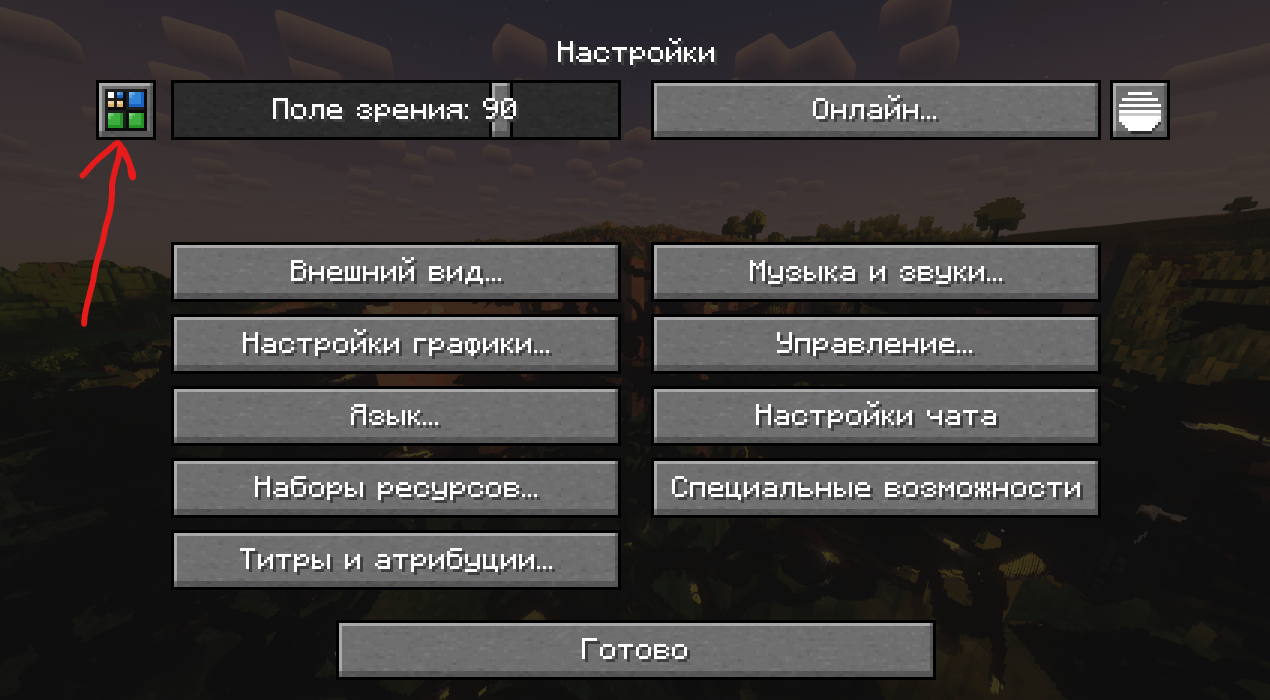 Настройки
Поле зрения: 90
Онлайн...
Внешний вид...
Музыка и звуки...
Настройки графики...
Управление...
Язык...
Настройки чата
Наборы ресурсов...
Специальные возможности
Титры и атрибуции...
Готово